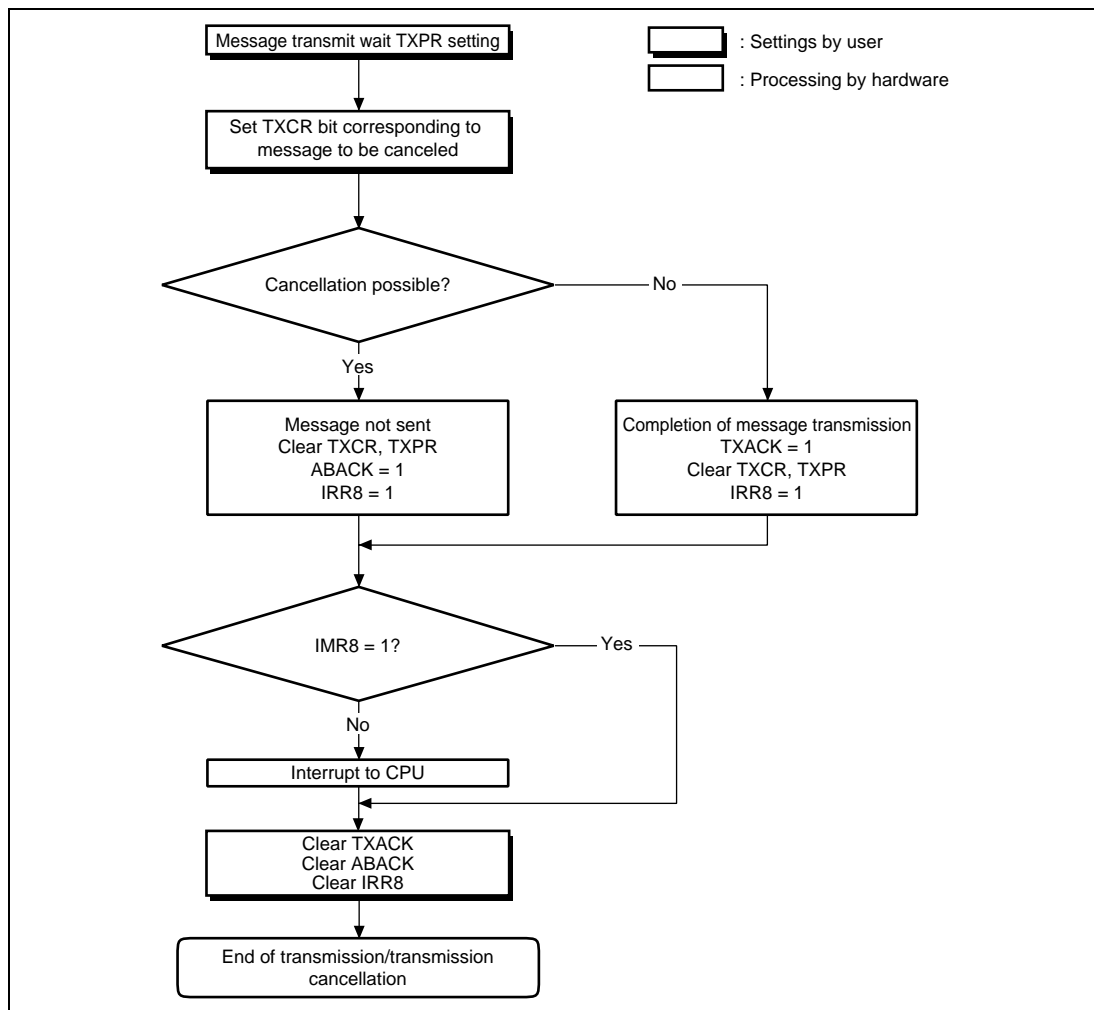 Message transmit wait TXPR setting
: Settings by user
: Processing by hardware
Set TXCR bit corresponding to
message to be canceled
Cancellation possible?
No
Yes
Message not sent
Clear TXCR, TXPR
ABACK = 1
IRR8 = 1
Completion of message transmission
TXACK = 1
Clear TXCR, TXPR
IRR8 = 1
IMR8 = 1?
Yes
No
Interrupt to CPU
Clear TXACK
Clear ABACK
Clear IRR8
End of transmission/transmission
cancellation